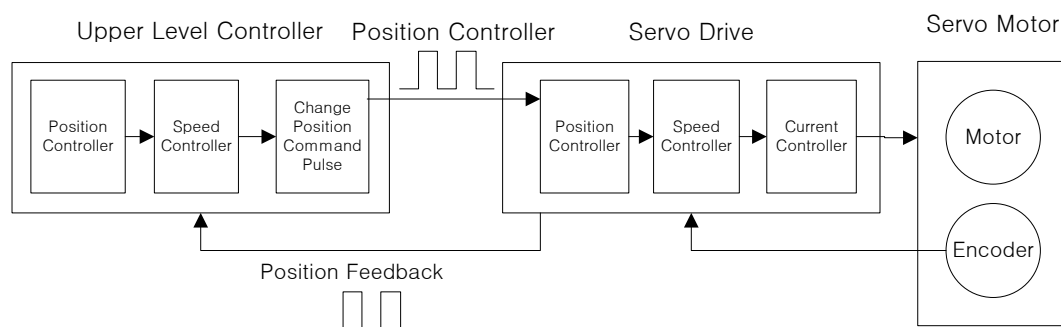 Upper Level Controller
Position Controller
Servo Drive
Servo Motor
Position
Controller
Speed
Controller
Change
Position
Command
Pulse
Position
Controller
Speed
Controller
Current
Controller
Motor
Encoder
Position Feedback